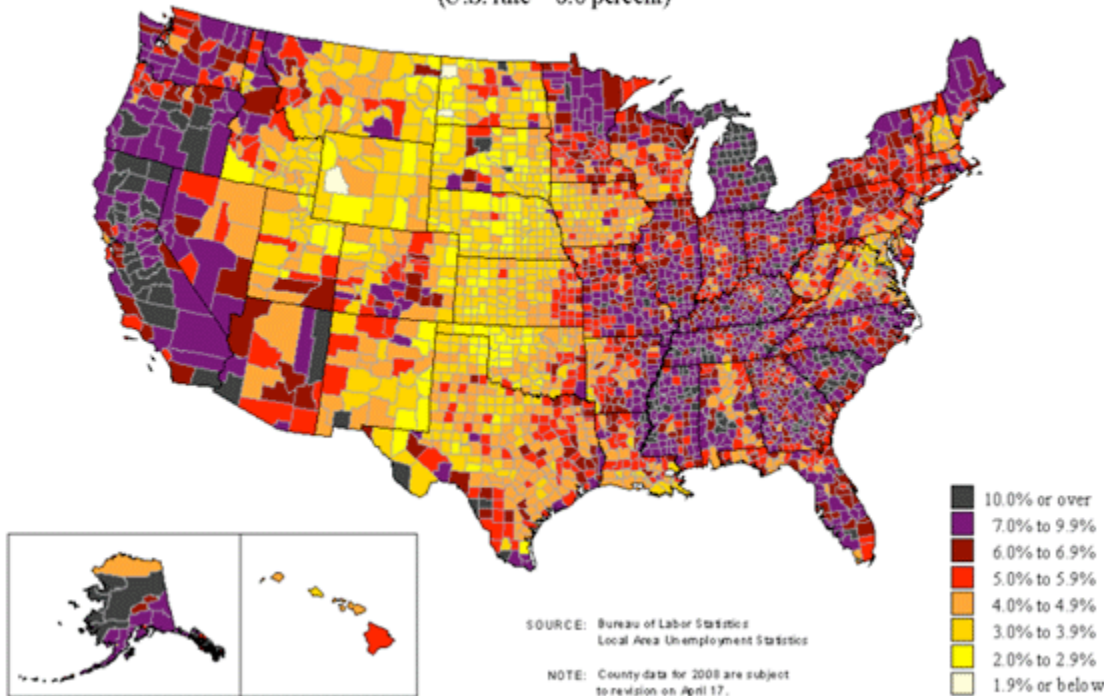 (U.S. rate
percent)
10.0% or over
7.0% to 9.9%
6.0% to 6.9%
5.0% to 5.9%
4.0% to 4.9%
3.0% to 3.9%
2.0% to 2.9%
1.9% or below
SOURCE: Bureau of Labor Statistics
Local Area Unemployment Statistics
NOTE: County data for 2008 are subject
to revision on April 17.